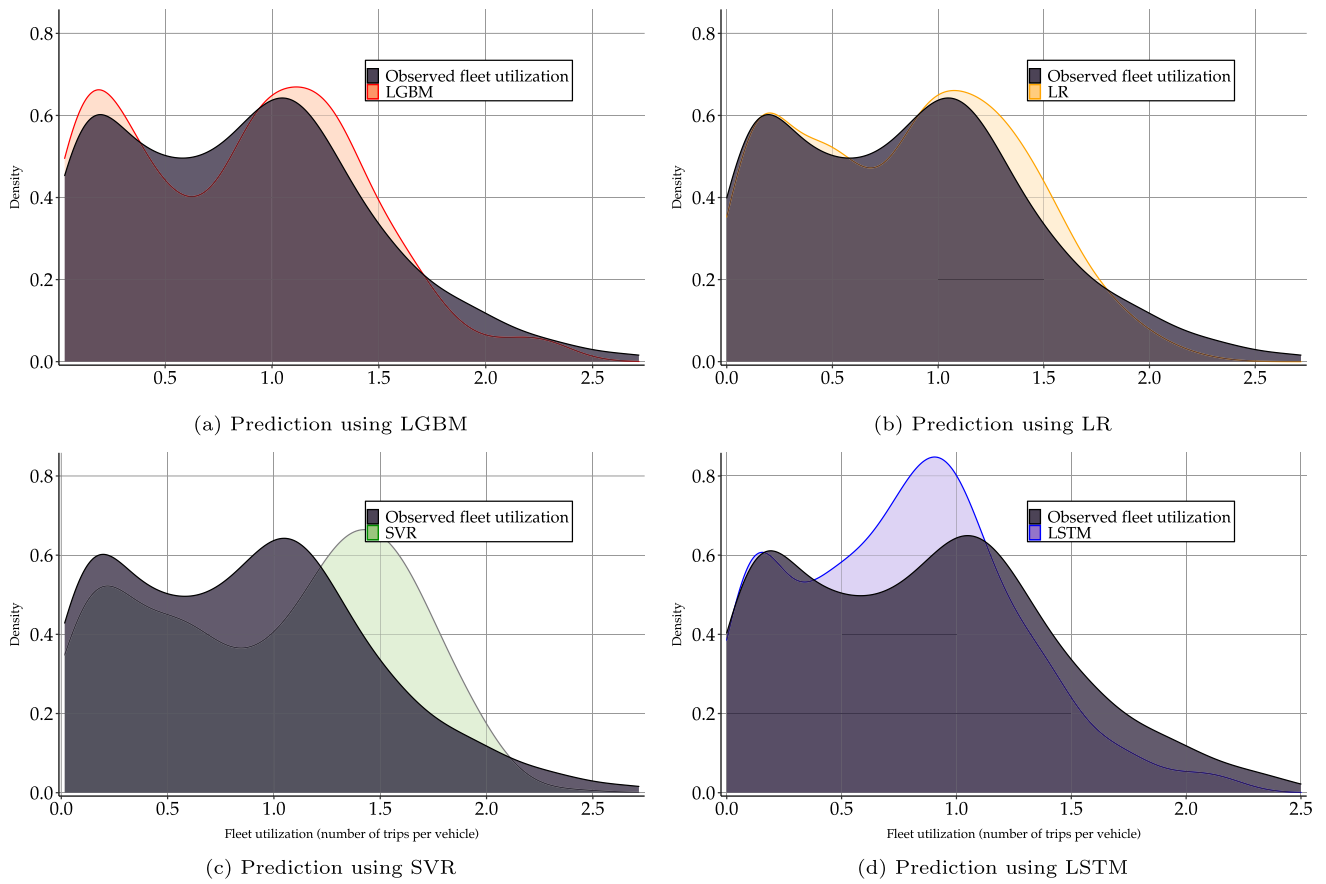 0.8
0.6
0.4
0.2
0.0
Density
Observed fleet utilization
LGBM
0.5 1.0 1.5 2.0 2.5
(a) Prediction using LGBM
0.8
0.6
0.4
0.2
0.0
Density
Observed fleet utilization
LR
0.0 0.5 1.0 1.5 2.0 2.5
(b) Prediction using LR
0.8
0.6
0.4
0.2
0.0
Density
Observed fleet utilization
SVR
0.0 0.5 1.0 1.5 2.0 2.5
Fleet utilization (number of trips per vehicle)
(c) Prediction using SVR
0.8
0.6
0.4
0.2
0.0
Density
Observed fleet utilization
LSTM
0.0 0.5 1.0 1.5 2.0 2.5
Fleet utilization (number of trips per vehicle)
(d) Prediction using LSTM